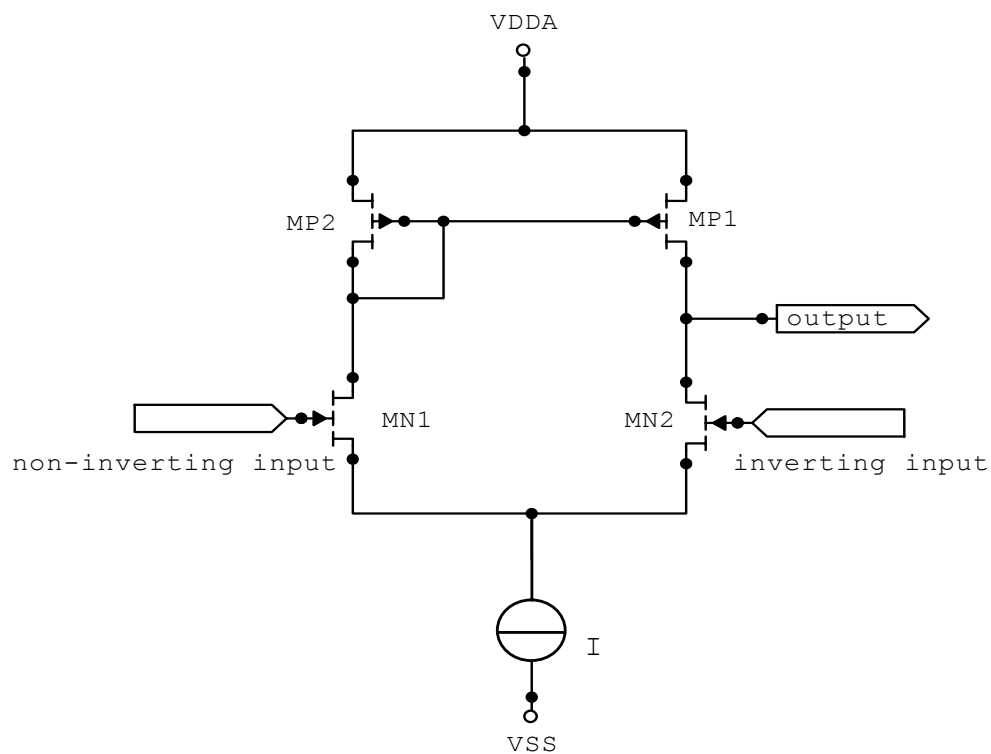 VDDA
MP2
MP1
output
MN1
MN2
non-inverting input
inverting input
I
VSS